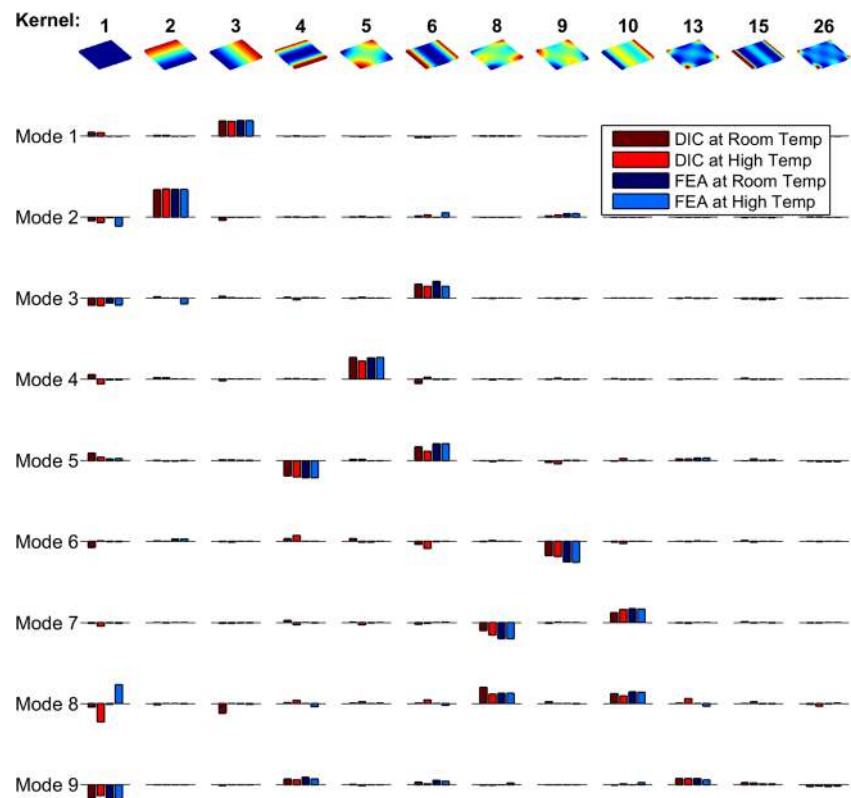 Kernel: 1 2 3 4 5 6 8 9 10 13 15 26
Mode 1
DIC at Room Temp
DIC at High Temp
FEA at Room Temp
FEA at High Temp
Mode 2
Mode 3
Mode 4
Mode 5
Mode 6
Mode 7
Mode 8
Mode 9